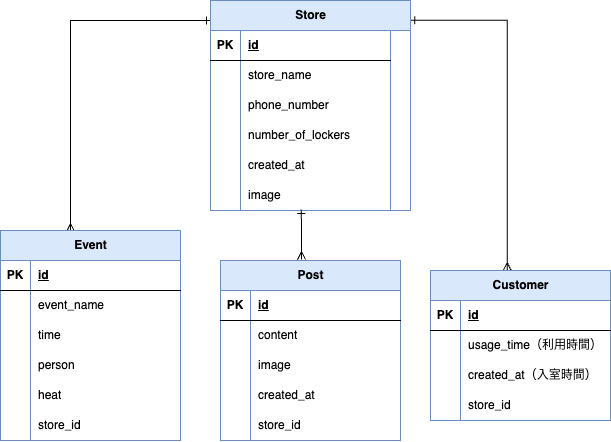 Store
PK id
store_name
phone_number
number_of_lockers
created_at
image
Event
PK id
event_name
time
person
heat
store_id
Post
PK id
content
image
created_at
store_id
Customer
PK id
usage_time（利用時間）
created_at（入室時間）
store_id